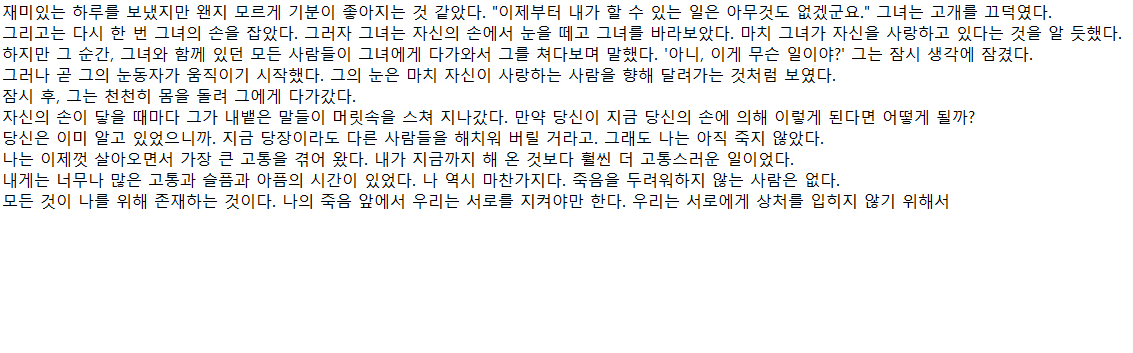 재미있는 하루를 보냈지만 왠지 모르게 기분이 좋아지는 것 같았다. "이제부터 내가 할 수 있는 일은 아무것도 없겠군요." 그녀는 고개를 끄덕였다.
그리고는 다시 한 번 그녀의 손을 잡았다. 그러자 그녀는 자신의 손에서 눈을 떼고 그녀를 바라보았다. 마치 그녀가 자신을 사랑하고 있다는 것을 알 듯했다.
하지만 그 순간, 그녀와 함께 있던 모든 사람들이 그녀에게 다가와서 그를 쳐다보며 말했다. '아니, 이게 무슨 일이야?' 그는 잠시 생각에 잠겼다.
그러나 곧 그의 눈동자가 움직이기 시작했다. 그의 눈은 마치 자신이 사랑하는 사람을 향해 달려가는 것처럼 보였다.
잠시 후, 그는 천천히 몸을 돌려 그에게 다가갔다.
자신의 손이 닿을 때마다 그가 내뱉은 말들이 머릿속을 스쳐 지나갔다. 만약 당신이 지금 당신의 손에 의해 이렇게 된다면 어떻게 될까?
당신은 이미 알고 있었으니까. 지금 당장이라도 다른 사람들을 해치워 버릴 거라고. 그래도 나는 아직 죽지 않았다.
나는 이제껏 살아오면서 가장 큰 고통을 겪어 왔다. 내가 지금까지 해 온 것보다 훨씬 더 고통스러운 일이었다.
내게는 너무나 많은 고통과 슬픔과 아픔의 시간이 있었다. 나 역시 마찬가지다. 죽음을 두려워하지 않는 사람은 없다.
모든 것이 나를 위해 존재하는 것이다. 나의 죽음 앞에서 우리는 서로를 지켜야만 한다. 우리는 서로에게 상처를 입히지 않기 위해서